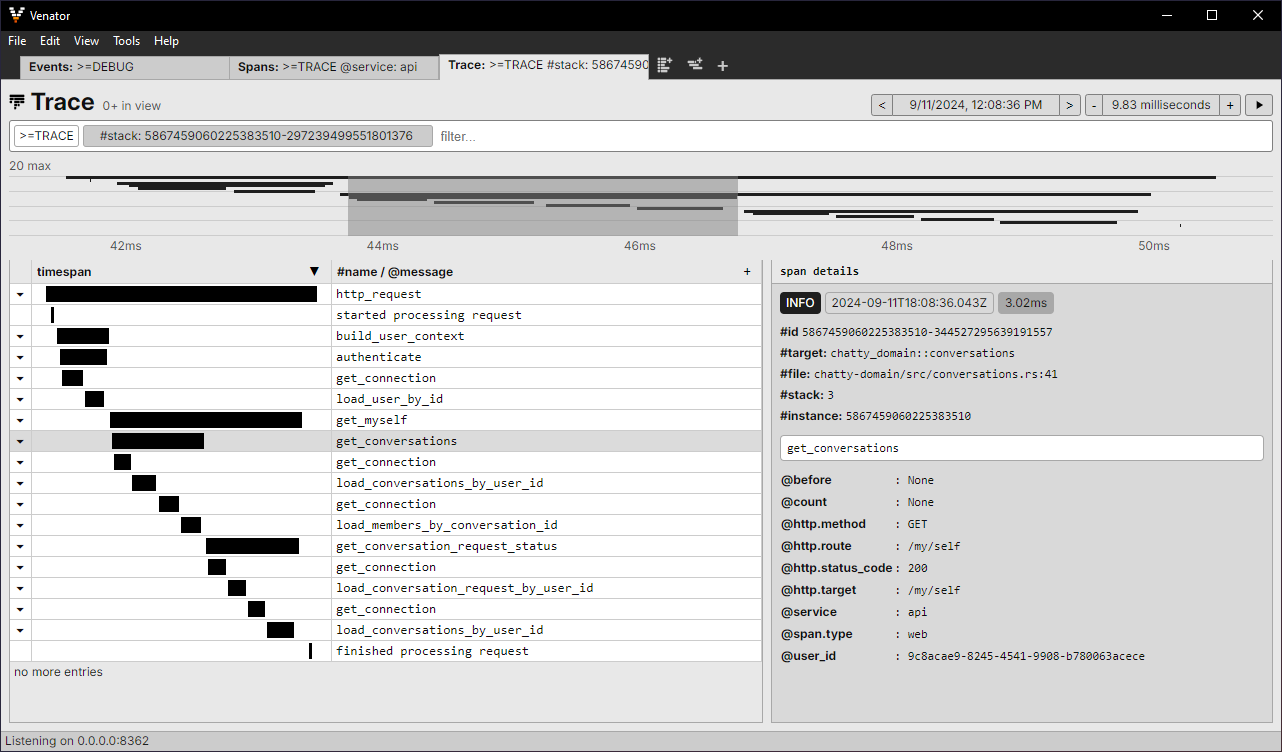 Venator
File Edit View Tools Help
Events: >=DEBUG
Spans: >=TRACE @service: api
Trace: >=TRACE #stack: 58674590
+
Trace 0+ in view
< 9/11/2024, 12:08:36 PM > - 9.83 milliseconds +
>=TRACE #stack: 5867459060225383510-297239499551801376 filter...
20 max
42ms 44ms 46ms 48ms 50ms
timespan #name / @message +
http_request
started processing request
build_user_context
authenticate
get_connection
load_user_by_id
get_myself
get_conversations
get_connection
load_conversations_by_user_id
get_connection
load_members_by_conversation_id
get_conversation_request_status
get_connection
load_conversation_request_by_user_id
get_connection
load_conversations_by_user_id
finished processing request
no more entries
span details
INFO 2024-09-11T18:08:36.043Z 3.02ms
#id 5867459060225383510-344527295639191557
#target: chatty_domain::conversations
#file: chatty-domain/src/conversations.rs:41
#stack: 3
#instance: 5867459060225383510
get_conversations
@before : None
@count : None
@http.method : GET
@http.route : /my/self
@http.status_code : 200
@http.target : /my/self
@service : api
@span.type : web
@user_id : 9c8acae9-8245-4541-9908-b780063acece
Listening on 0.0.0.0:8362